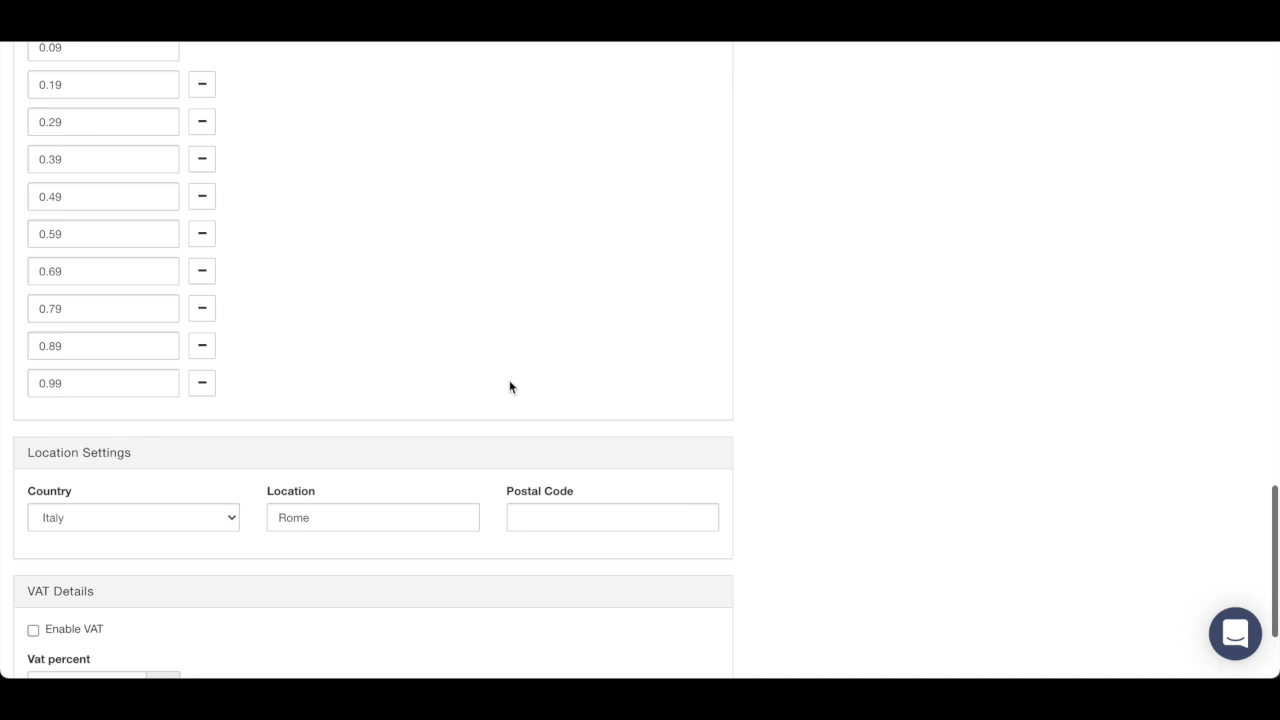 0.09
0.19 −
0.29 −
0.39 −
0.49 −
0.59 −
0.69 −
0.79 −
0.89 −
0.99 −
Location Settings
Country Location Postal Code
Italy Rome
VAT Details
Enable VAT
Vat percent